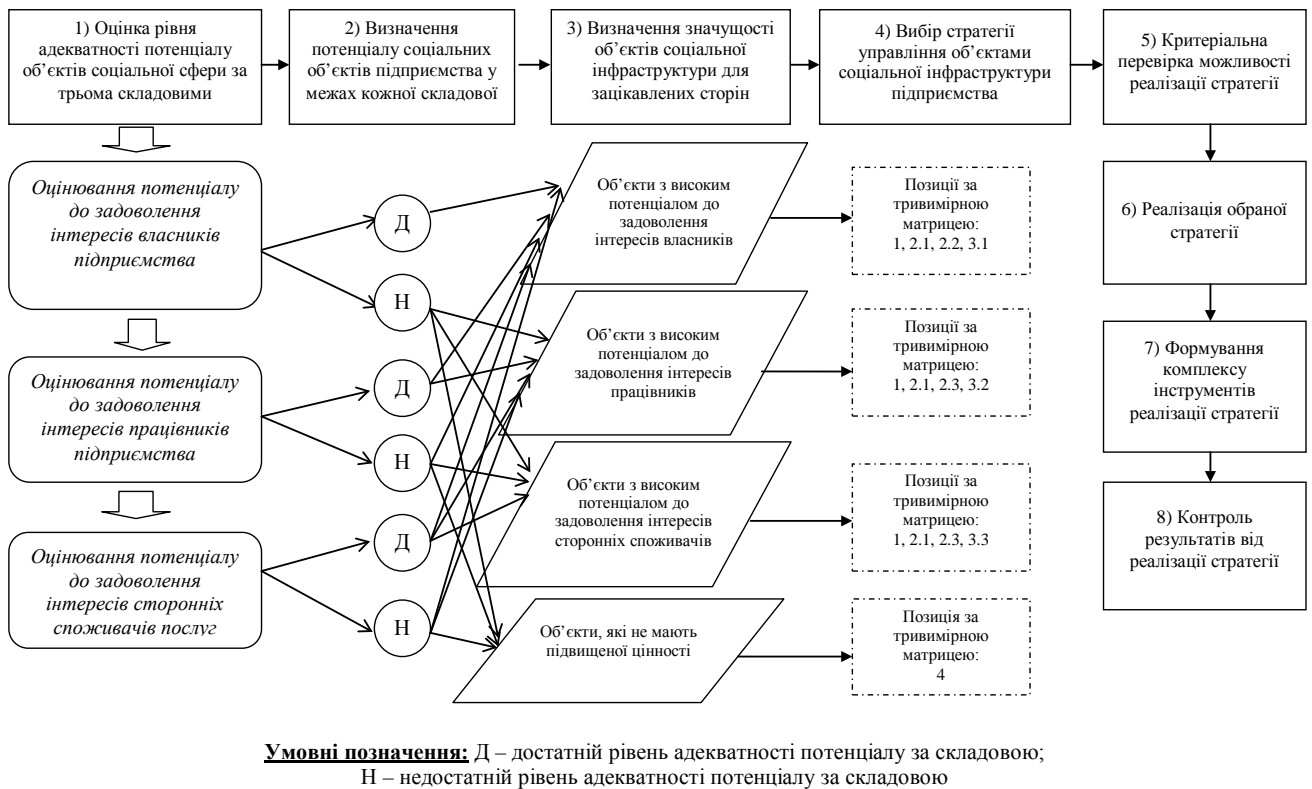 1) Оцінка рівня
адекватності потенціалу
об’єктів соціальної сфери за
трьома складовими
2) Визначення
потенціалу соціальних
об’єктів підприємства у
межах кожної складової
3) Визначення значущості
об’єктів соціальної
інфраструктури для
зацікавлених сторін
4) Вибір стратегії
управління об’єктами
соціальної інфраструктури
підприємства
5) Критеріальна
перевірка можливості
реалізації стратегії
Оцінювання потенціалу
до задоволення
інтересів власників
підприємства
Д
Н
Об’єкти з високим
потенціалом до
задоволення
інтересів власників
Позиції за
тривимірною
матрицею:
1, 2.1, 2.2, 3.1
6) Реалізація обраної
стратегії
Оцінювання потенціалу
до задоволення
інтересів працівників
підприємства
Д
Н
Об’єкти з високим
потенціалом до
задоволення інтересів
працівників
Позиції за
тривимірною
матрицею:
1, 2.1, 2.3, 3.2
7) Формування
комплексу
інструментів
реалізації стратегії
Оцінювання потенціалу
до задоволення
інтересів сторонніх
споживачів послуг
Д
Н
Об’єкти з високим
потенціалом до
задоволення інтересів
сторонніх споживачів
Позиції за
тривимірною
матрицею:
1, 2.1, 2.3, 3.3
8) Контроль
результатів від
реалізації стратегії
Об’єкти, які не мають
підвищеної цінності
Позиція за
тривимірною
матрицею:
4
Умовні позначення: Д – достатній рівень адекватності потенціалу за складовою;
Н – недостатній рівень адекватності потенціалу за складовою